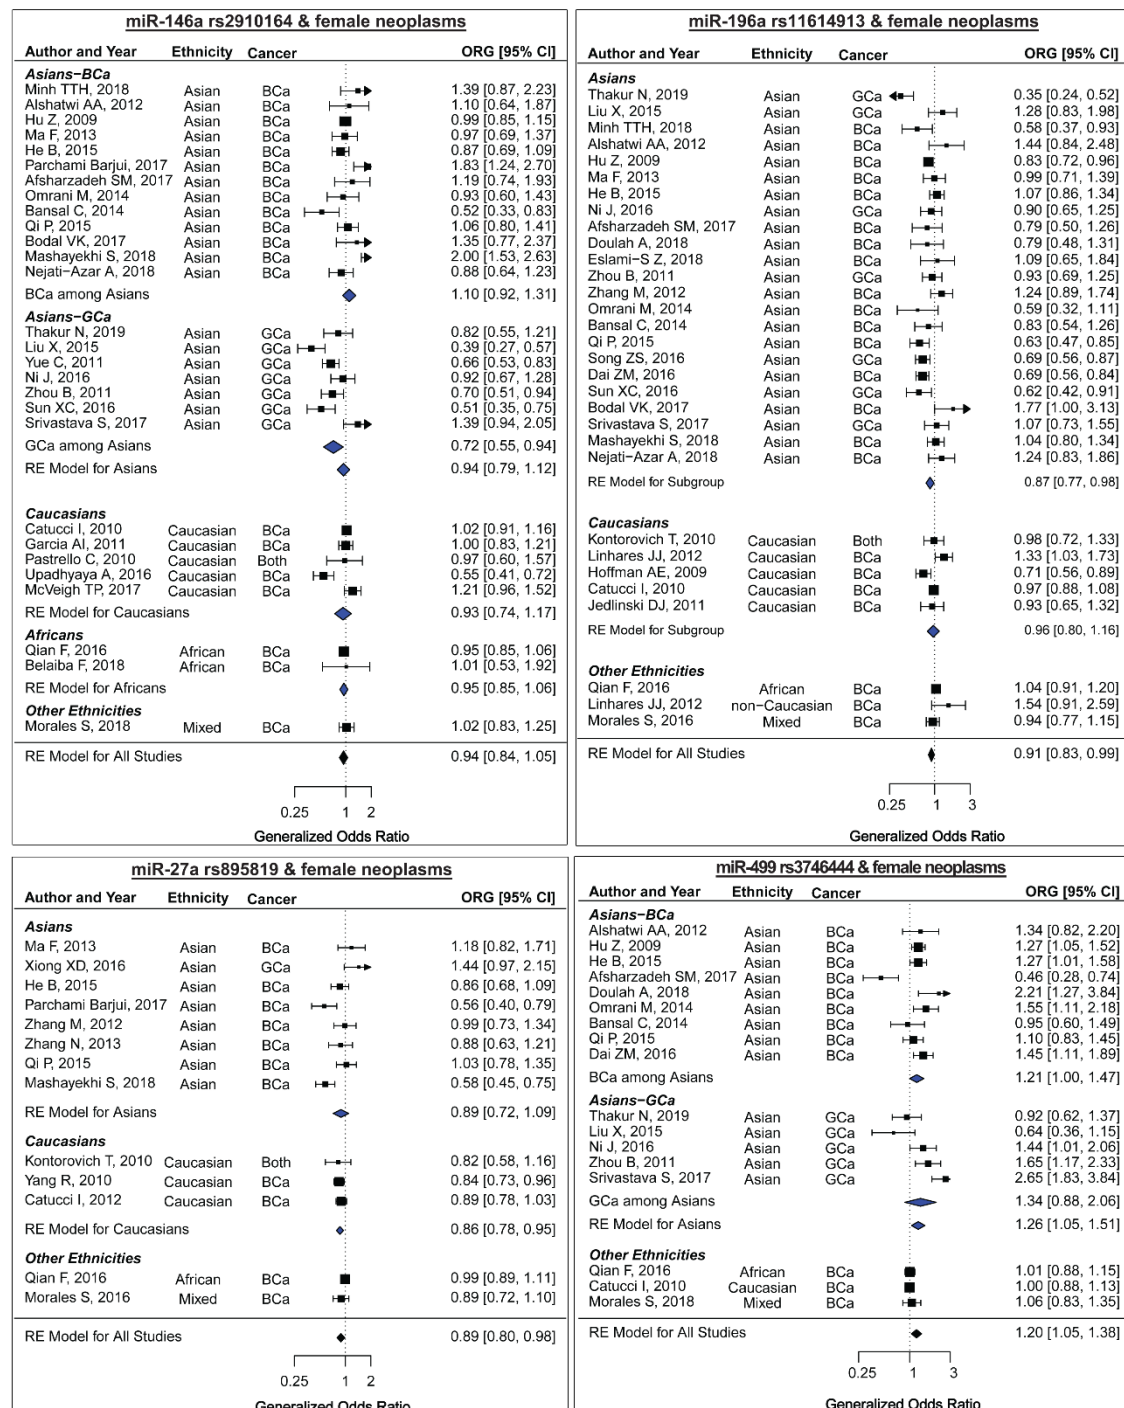 miR-146a rs2910164 & female neoplasms
Author and Year Ethnicity Cancer ORG [95% CI]
Asians−BCa
Minh TTH, 2018 Asian BCa 1.39 [0.87, 2.23]
Alshatwi AA, 2012 Asian BCa 1.10 [0.64, 1.87]
Hu Z, 2009 Asian BCa 0.99 [0.85, 1.15]
Ma F, 2013 Asian BCa 0.97 [0.69, 1.37]
He B, 2015 Asian BCa 0.87 [0.69, 1.09]
Parchami Barjui, 2017 Asian BCa 1.83 [1.24, 2.70]
Afsharzadeh SM, 2017 Asian BCa 1.19 [0.74, 1.93]
Omrani M, 2014 Asian BCa 0.93 [0.60, 1.43]
Bansal C, 2014 Asian BCa 0.52 [0.33, 0.83]
Qi P, 2015 Asian BCa 1.06 [0.80, 1.41]
Bodal VK, 2017 Asian BCa 1.35 [0.77, 2.37]
Mashayekhi S, 2018 Asian BCa 2.00 [1.53, 2.63]
Nejati-Azar A, 2018 Asian BCa 0.88 [0.64, 1.23]
BCa among Asians 1.10 [0.92, 1.31]
Asians−GCa
Thakur N, 2019 Asian GCa 0.82 [0.55, 1.21]
Liu X, 2015 Asian GCa 0.39 [0.27, 0.57]
Yue C, 2011 Asian GCa 0.66 [0.53, 0.83]
Ni J, 2016 Asian GCa 0.92 [0.67, 1.28]
Zhou B, 2011 Asian GCa 0.70 [0.51, 0.94]
Sun XC, 2016 Asian GCa 0.51 [0.35, 0.75]
Srivastava S, 2017 Asian GCa 1.39 [0.94, 2.05]
GCa among Asians 0.72 [0.55, 0.94]
RE Model for Asians 0.94 [0.79, 1.12]
Caucasians
Catucci I, 2010 Caucasian BCa 1.02 [0.91, 1.16]
Garcia AI, 2011 Caucasian BCa 1.00 [0.83, 1.21]
Pastrello C, 2010 Caucasian Both 0.97 [0.60, 1.57]
Upadhyaya A, 2016 Caucasian BCa 0.55 [0.41, 0.72]
McVeigh TP, 2017 Caucasian BCa 1.21 [0.96, 1.52]
RE Model for Caucasians 0.93 [0.74, 1.17]
Africans
Qian F, 2016 African BCa 0.95 [0.85, 1.06]
Belaiba F, 2018 African BCa 1.01 [0.53, 1.92]
RE Model for Africans 0.95 [0.85, 1.06]
Other Ethnicities
Morales S, 2018 Mixed BCa 1.02 [0.83, 1.25]
RE Model for All Studies 0.94 [0.84, 1.05]
0.25 1 2
Generalized Odds Ratio
miR-196a rs11614913 & female neoplasms
Author and Year Ethnicity Cancer ORG [95% CI]
Asians
Thakur N, 2019 Asian GCa 0.35 [0.24, 0.52]
Liu X, 2015 Asian GCa 1.28 [0.83, 1.98]
Minh TTH, 2018 Asian BCa 0.58 [0.37, 0.93]
Alshatwi AA, 2012 Asian BCa 1.44 [0.84, 2.48]
Hu Z, 2009 Asian BCa 0.83 [0.72, 0.96]
Ma F, 2013 Asian BCa 0.99 [0.71, 1.39]
He B, 2015 Asian BCa 1.07 [0.86, 1.34]
Ni J, 2016 Asian GCa 0.90 [0.65, 1.25]
Afsharzadeh SM, 2017 Asian BCa 0.79 [0.50, 1.26]
Doulah A, 2018 Asian BCa 0.79 [0.48, 1.31]
Eslami-S Z, 2018 Asian BCa 1.09 [0.65, 1.84]
Zhou B, 2011 Asian GCa 0.93 [0.69, 1.25]
Zhang M, 2012 Asian BCa 1.24 [0.89, 1.74]
Omrani M, 2014 Asian BCa 0.59 [0.32, 1.11]
Bansal C, 2014 Asian BCa 0.83 [0.54, 1.26]
Qi P, 2015 Asian BCa 0.63 [0.47, 0.85]
Song ZS, 2016 Asian GCa 0.69 [0.56, 0.87]
Dai ZM, 2016 Asian BCa 0.69 [0.56, 0.84]
Sun XC, 2016 Asian GCa 0.62 [0.42, 0.91]
Bodal VK, 2017 Asian BCa 1.77 [1.00, 3.13]
Srivastava S, 2017 Asian GCa 1.07 [0.73, 1.55]
Mashayekhi S, 2018 Asian BCa 1.04 [0.80, 1.34]
Nejati-Azar A, 2018 Asian BCa 1.24 [0.83, 1.86]
RE Model for Subgroup 0.87 [0.77, 0.98]
Caucasians
Kontorovich T, 2010 Caucasian Both 0.98 [0.72, 1.33]
Linhares JJ, 2012 Caucasian BCa 1.33 [1.03, 1.73]
Hoffman AE, 2009 Caucasian BCa 0.71 [0.56, 0.89]
Catucci I, 2010 Caucasian BCa 0.97 [0.88, 1.08]
Jedlinski DJ, 2011 Caucasian BCa 0.93 [0.65, 1.32]
RE Model for Subgroup 0.96 [0.80, 1.16]
Other Ethnicities
Qian F, 2016 African BCa 1.04 [0.91, 1.20]
Linhares JJ, 2012 non-Caucasian BCa 1.54 [0.91, 2.59]
Morales S, 2016 Mixed BCa 0.94 [0.77, 1.15]
RE Model for All Studies 0.91 [0.83, 0.99]
0.25 1 3
Generalized Odds Ratio
miR-27a rs895819 & female neoplasms
Author and Year Ethnicity Cancer ORG [95% CI]
Asians
Ma F, 2013 Asian BCa 1.18 [0.82, 1.71]
Xiong XD, 2016 Asian GCa 1.44 [0.97, 2.15]
He B, 2015 Asian BCa 0.86 [0.68, 1.09]
Parchami Barjui, 2017 Asian BCa 0.56 [0.40, 0.79]
Zhang M, 2012 Asian BCa 0.99 [0.73, 1.34]
Zhang N, 2013 Asian BCa 0.88 [0.63, 1.21]
Qi P, 2015 Asian BCa 1.03 [0.78, 1.35]
Mashayekhi S, 2018 Asian BCa 0.58 [0.45, 0.75]
RE Model for Asians 0.89 [0.72, 1.09]
Caucasians
Kontorovich T, 2010 Caucasian Both 0.82 [0.58, 1.16]
Yang R, 2010 Caucasian BCa 0.84 [0.73, 0.96]
Catucci I, 2012 Caucasian BCa 0.89 [0.78, 1.03]
RE Model for Caucasians 0.86 [0.78, 0.95]
Other Ethnicities
Qian F, 2016 African BCa 0.99 [0.89, 1.11]
Morales S, 2016 Mixed BCa 0.89 [0.72, 1.10]
RE Model for All Studies 0.89 [0.80, 0.98]
0.25 1 2
Generalized Odds Ratio
miR-499 rs3746444 & female neoplasms
Author and Year Ethnicity Cancer ORG [95% CI]
Asians−BCa
Alshatwi AA, 2012 Asian BCa 1.34 [0.82, 2.20]
Hu Z, 2009 Asian BCa 1.27 [1.05, 1.52]
He B, 2015 Asian BCa 1.27 [1.01, 1.58]
Afsharzadeh SM, 2017 Asian BCa 0.46 [0.28, 0.74]
Doulah A, 2018 Asian BCa 2.21 [1.27, 3.84]
Omrani M, 2014 Asian BCa 1.55 [1.11, 2.18]
Bansal C, 2014 Asian BCa 0.95 [0.60, 1.49]
Qi P, 2015 Asian BCa 1.10 [0.83, 1.45]
Dai ZM, 2016 Asian BCa 1.45 [1.11, 1.89]
BCa among Asians 1.21 [1.00, 1.47]
Asians−GCa
Thakur N, 2019 Asian GCa 0.92 [0.62, 1.37]
Liu X, 2015 Asian GCa 0.64 [0.36, 1.15]
Ni J, 2016 Asian GCa 1.44 [1.01, 2.06]
Zhou B, 2011 Asian GCa 1.65 [1.17, 2.33]
Srivastava S, 2017 Asian GCa 2.65 [1.83, 3.84]
GCa among Asians 1.34 [0.88, 2.06]
RE Model for Asians 1.26 [1.05, 1.51]
Other Ethnicities
Qian F, 2016 African BCa 1.01 [0.88, 1.15]
Catucci I, 2010 Caucasian BCa 1.00 [0.88, 1.13]
Morales S, 2018 Mixed BCa 1.06 [0.83, 1.35]
RE Model for All Studies 1.20 [1.05, 1.38]
0.25 1 3
Generalized Odds Ratio